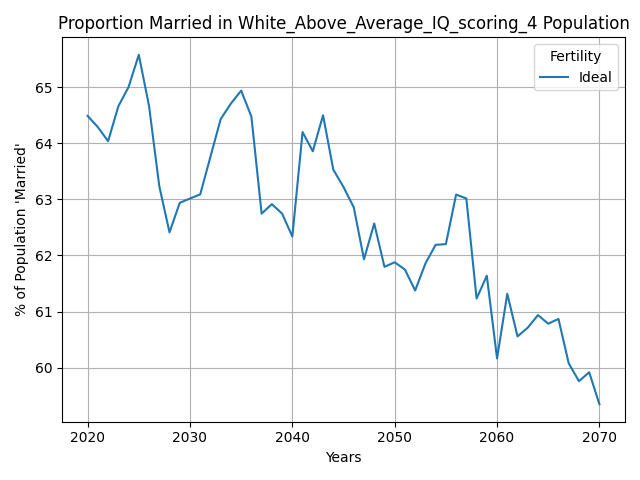 Proportion Married in White_Above_Average_IQ_scoring_4 Population
Fertility
Ideal
% of Population 'Married'
65
64
63
62
61
60
2020 2030 2040 2050 2060 2070
Years